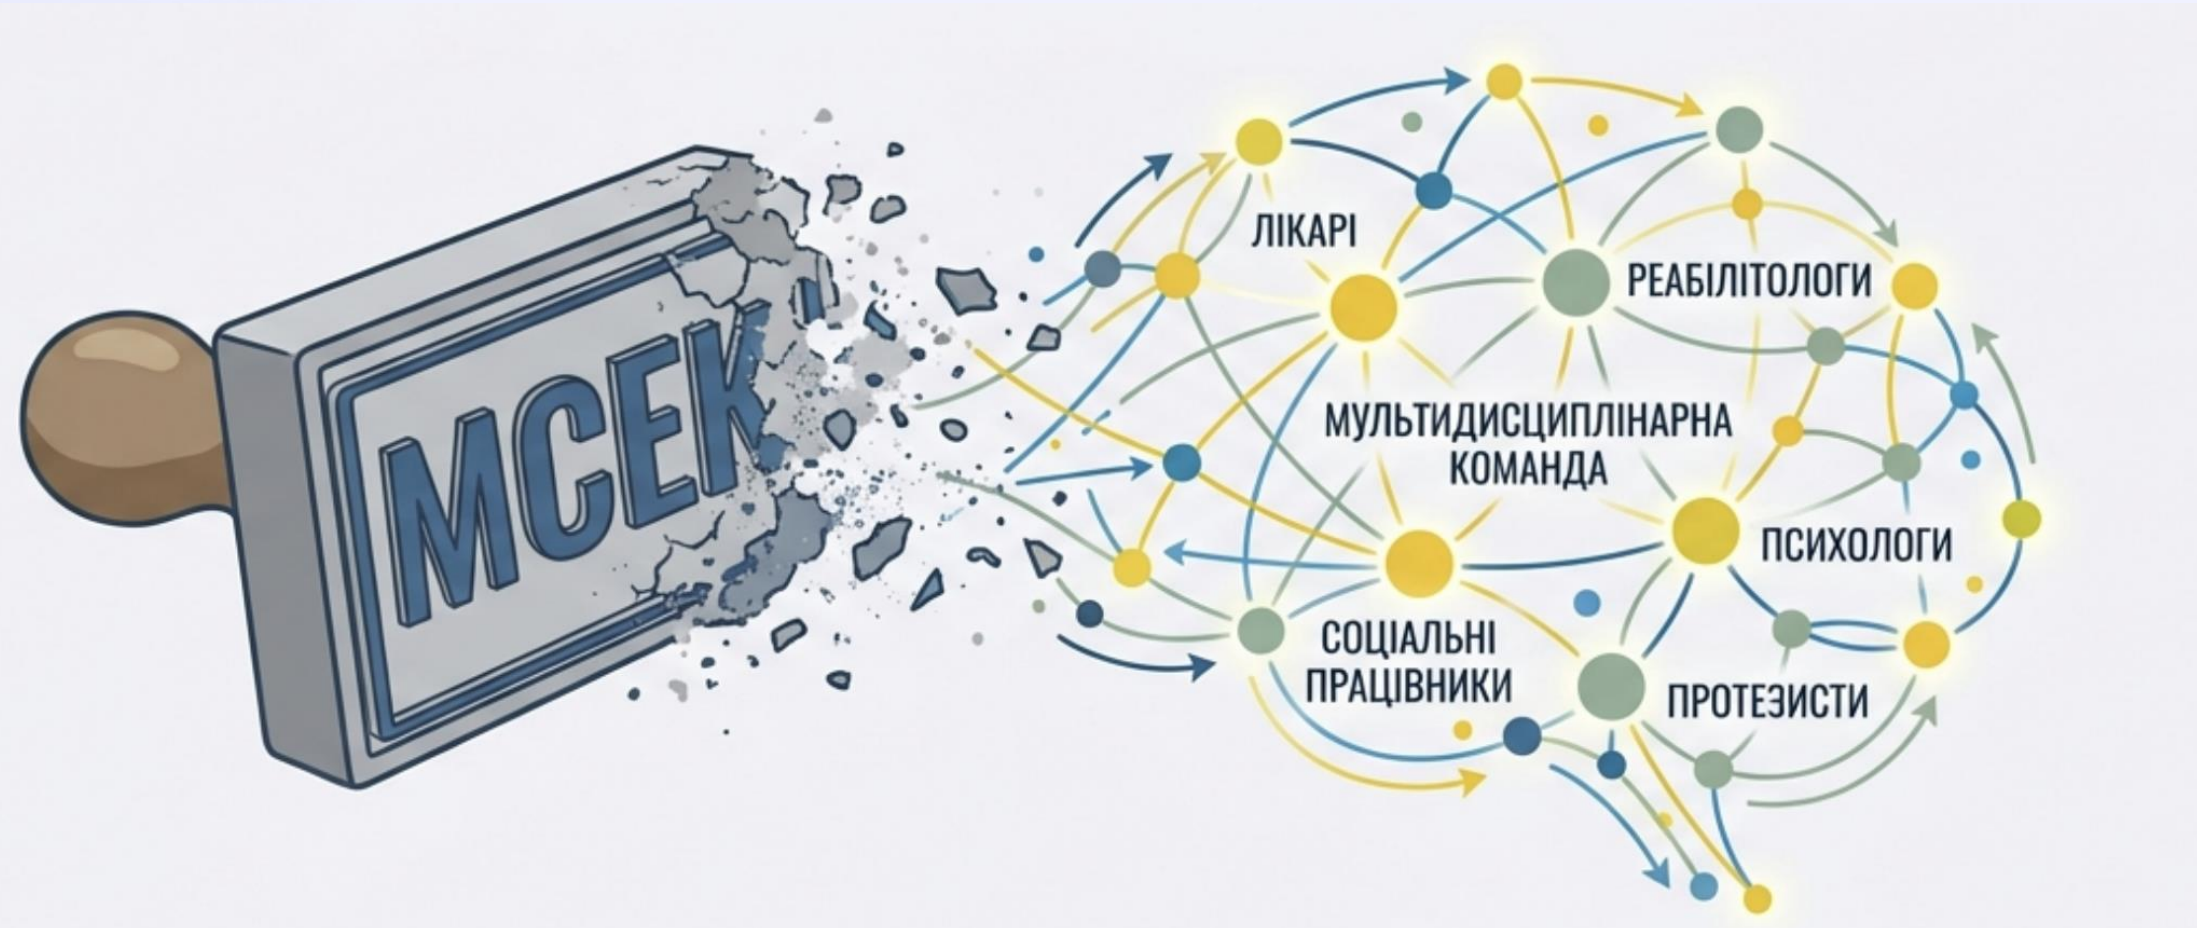 МСЕК
ЛІКАРІ
РЕАБІЛІТОЛОГИ
МУЛЬТИДИСЦИПЛІНАРНА
КОМАНДА
ПСИХОЛОГИ
СОЦІАЛЬНІ
ПРАЦІВНИКИ
ПРОТЕЗИСТИ